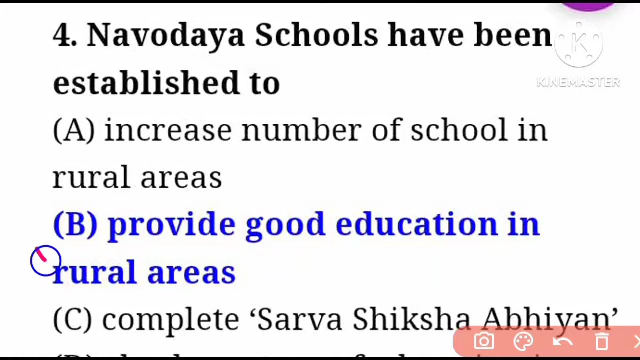 4. Navodaya Schools have been
K
KINEMASTER
established to
(A) increase number of school in
rural areas
(B) provide good education in
rural areas
(C) complete ‘Sarva Shiksha Abhiyan’